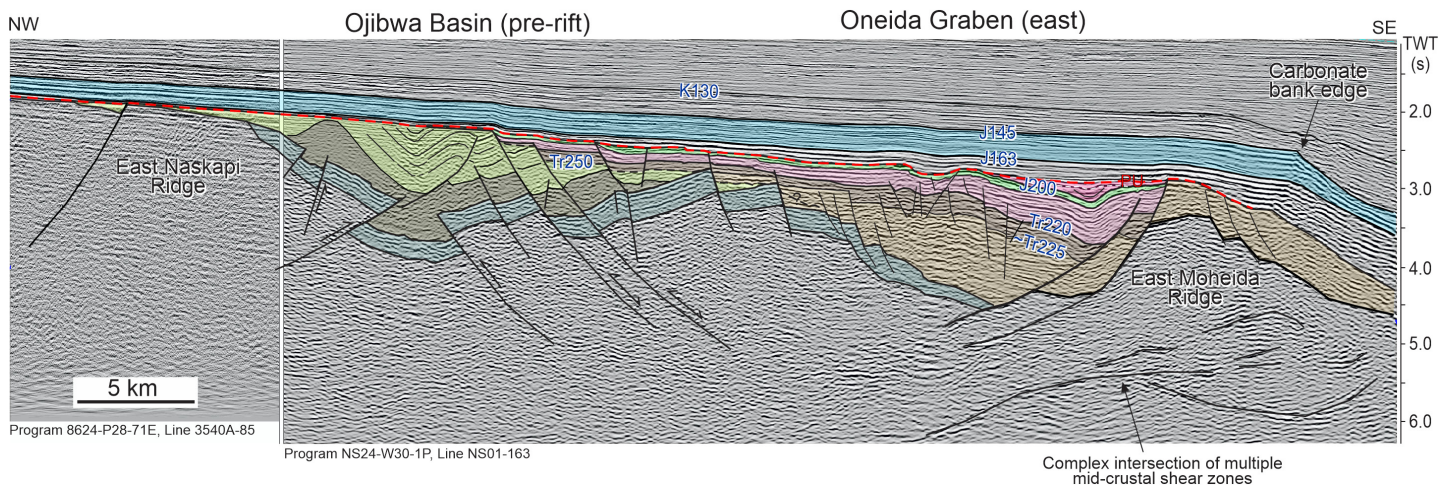 NW
Ojibwa Basin (pre-rift)
Oneida Graben (east)
SE
TWT
(s)
Carbonate
bank edge
K130
2.0
J145
J163
East Naskapi
Ridge
Tr250
PU
J200
3.0
Tr220
~Tr225
4.0
East Moheida
Ridge
5.0
5 km
6.0
Program 8624-P28-71E, Line 3540A-85
Program NS24-W30-1P, Line NS01-163
Complex intersection of multiple
mid-crustal shear zones